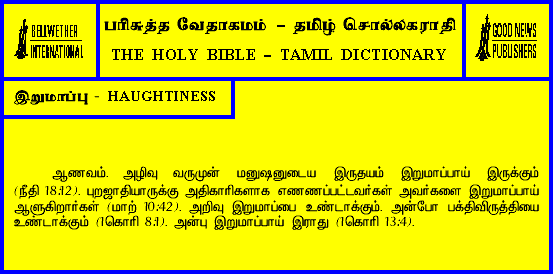 BELLWETHER
INTERNATIONAL
பரிசுத்த வேதாகமம் – தமிழ் சொல்லகராதி
THE HOLY BIBLE – TAMIL DICTIONARY
GOOD NEWS
PUBLISHERS
இறுமாப்பு - HAUGHTINESS
ஆணவம். அழிவு வருமுன் மனுஷனுடைய இருதயம் இறுமாப்பாய் இருக்கும்
(நீதி 18:12). புறஜாதியாருக்கு அதிகாரிகளாக எண்ணப்பட்டவர்கள் அவர்களை இறுமாப்பாய்
ஆளுகிறார்கள் (மாற் 10:42). அறிவு இறுமாப்பை உண்டாக்கும். அன்போ பக்திவிருத்தியை
உண்டாக்கும் (1கொரி 8:1). அன்பு இறுமாப்பாய் இராது (1கொரி 13:4).